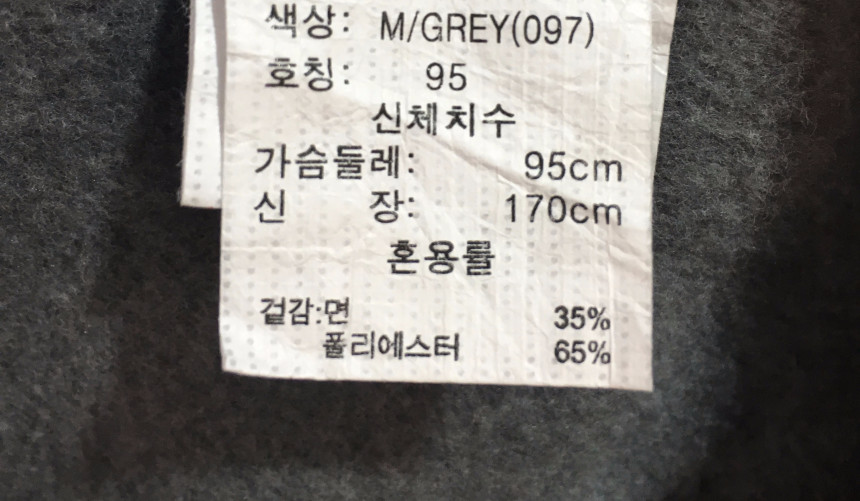 색상: M/GREY(097)
호칭: 95
신체치수
가슴둘레: 95cm
신 장: 170cm
혼용률
겉감:면 35%
폴리에스터 65%